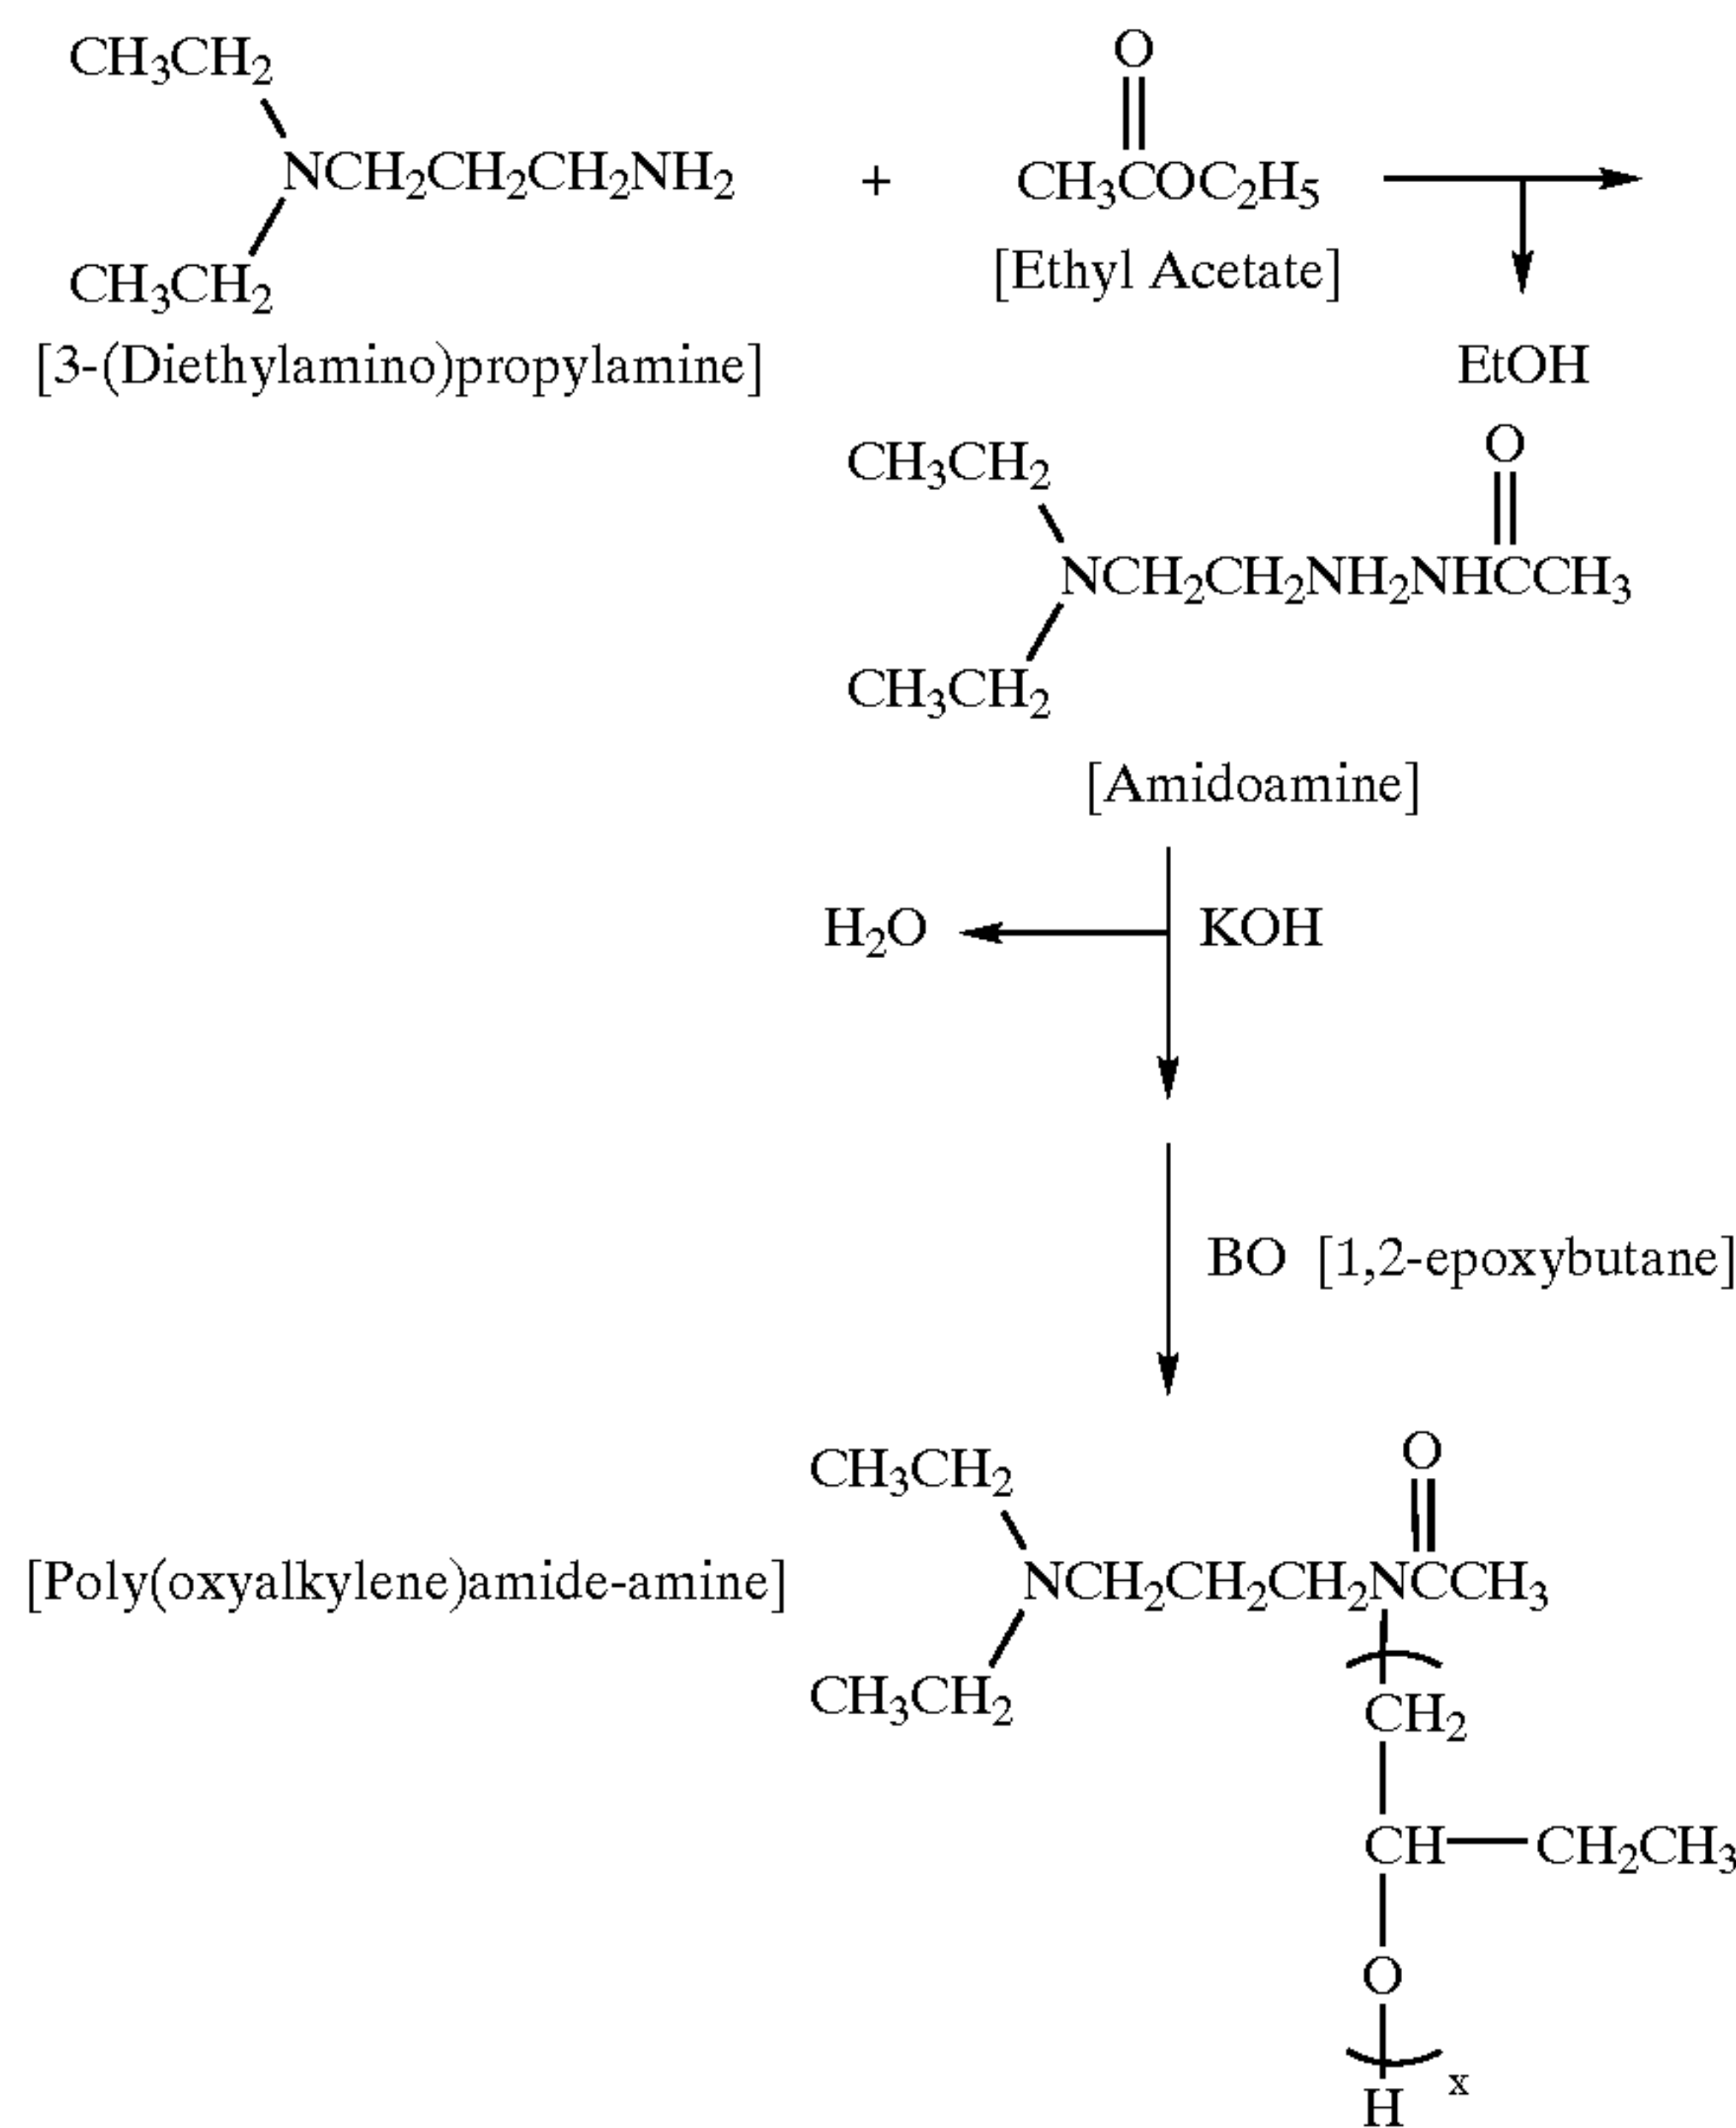 CH3CH2
O
NCH2CH2CH2NH2 + CH3COC2H5
CH3CH2 [Ethyl Acetate]
[3-(Diethylamino)propylamine] EtOH
O
CH3CH2
NCH2CH2NH2NHCCH3
CH3CH2
[Amidoamine]
H2O KOH
BO [1,2-epoxybutane]
O
CH3CH2
[Poly(oxyalkylene)amide-amine] NCH2CH2CH2NCCH3
CH3CH2
CH2
CH CH2CH3
O
x
H